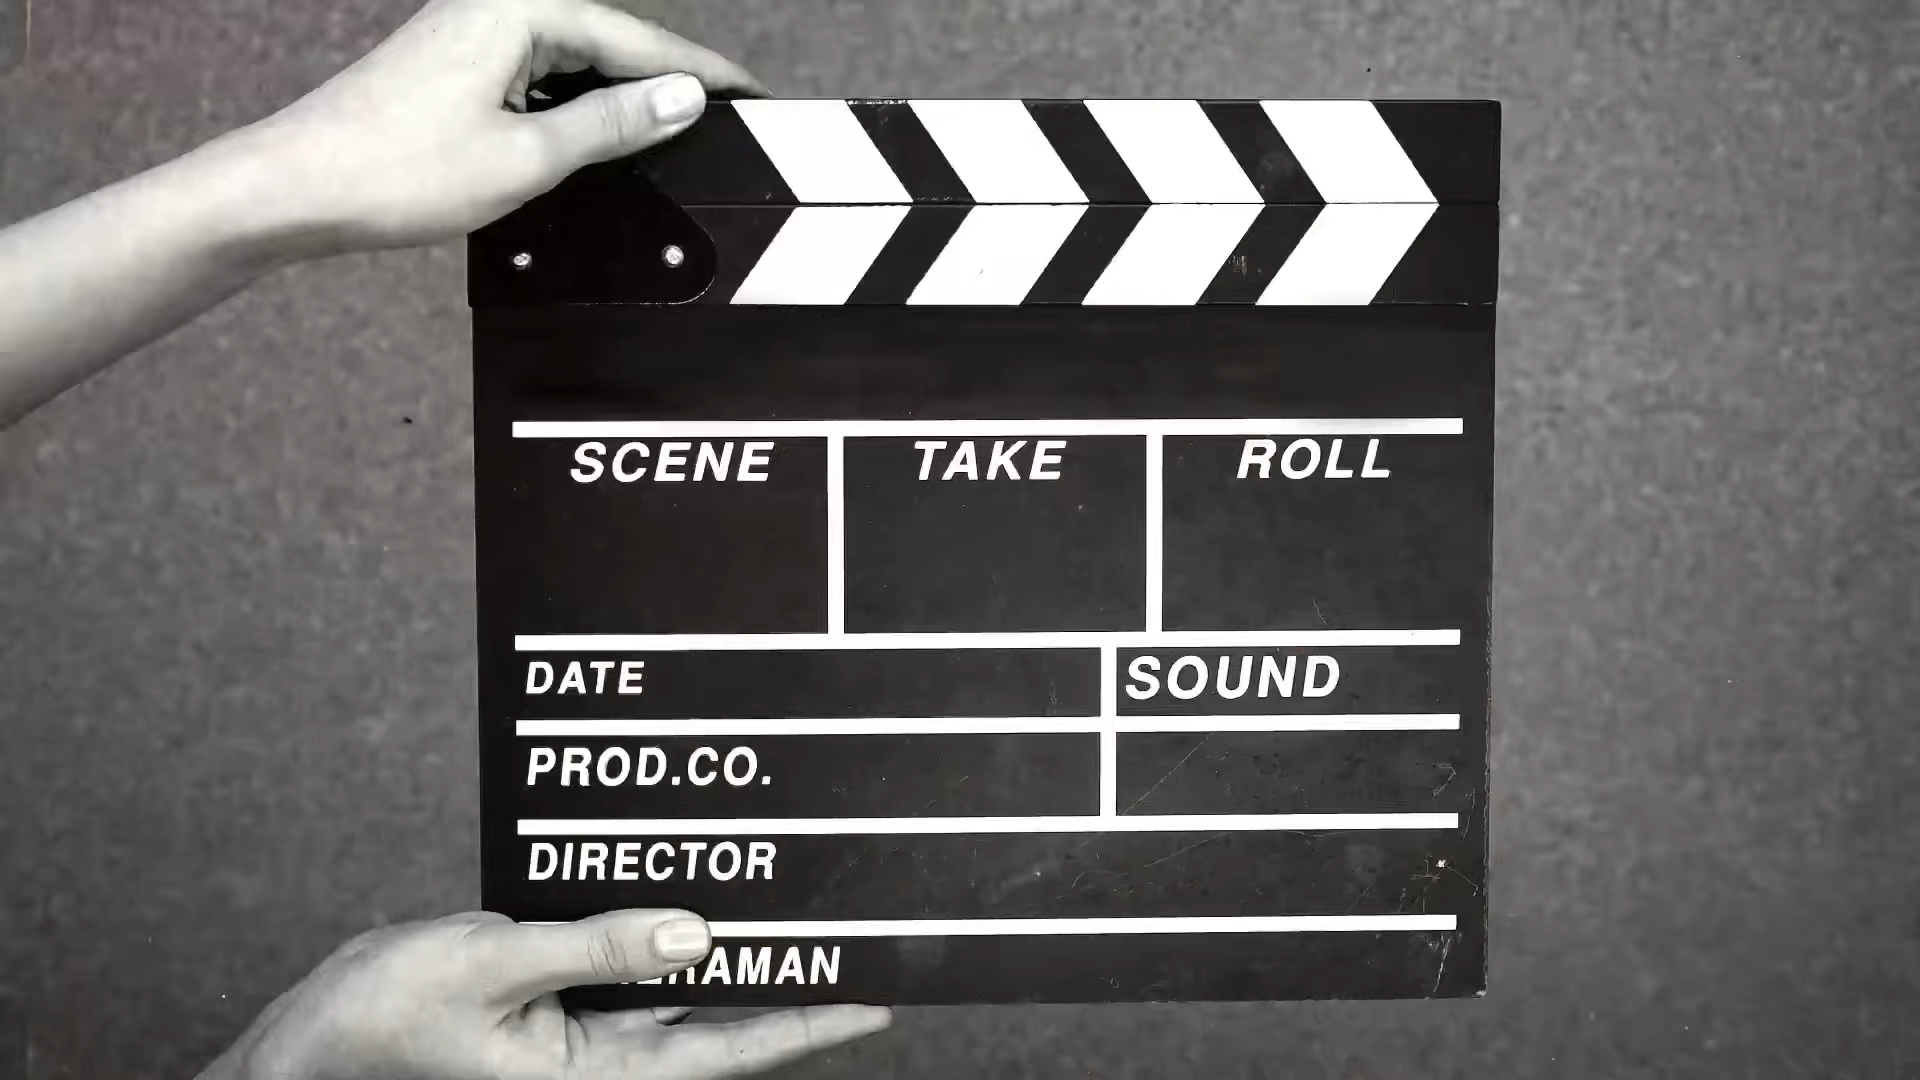 SCENE TAKE ROLL
DATE SOUND
PROD.CO.
DIRECTOR